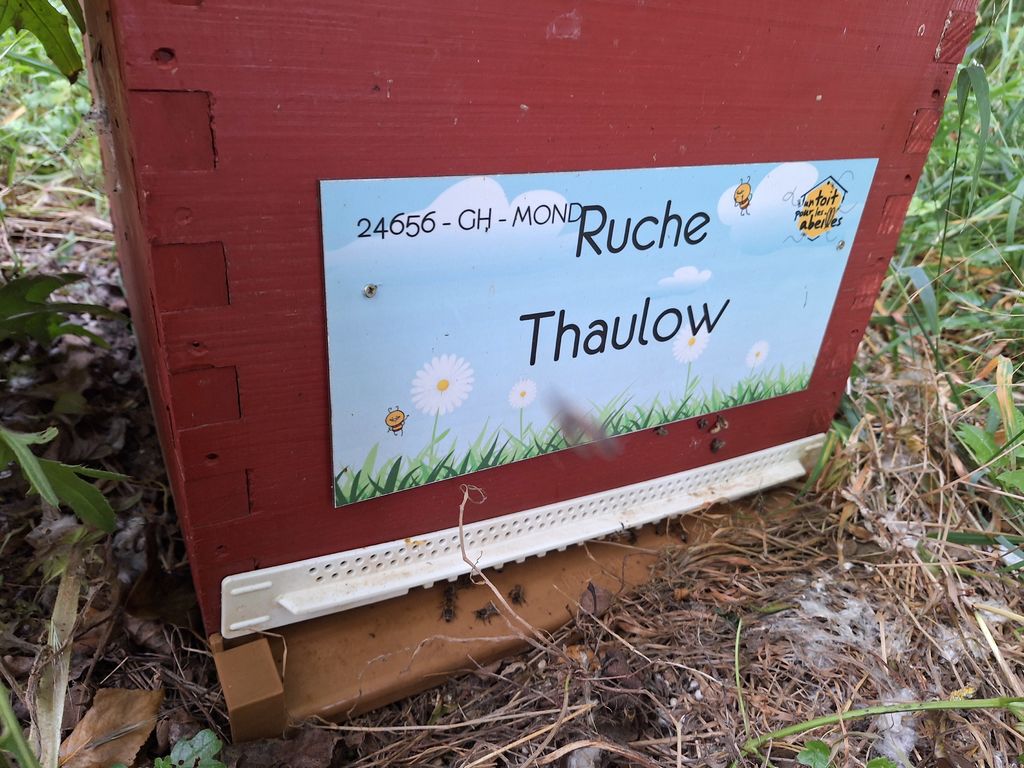 24656 - GH - MOND
Ruche
Thaulow
un toit
pour les
abeilles